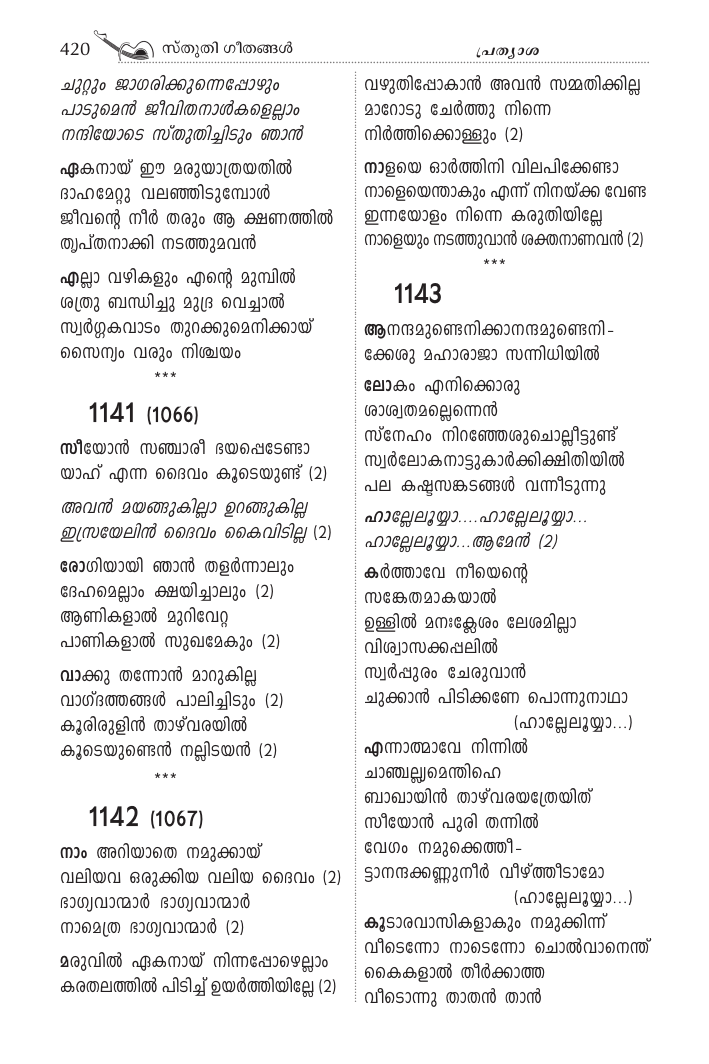 420 സ്തുതി ഗീതങ്ങൾ
പ്രത്യാശ
ചുറ്റും ജാഗരിക്കുന്നെപ്പോഴും
പാടുമെൻ ജീവിതനാൾകളെല്ലാം
നന്ദിയോടെ സ്തുതിച്ചിടും ഞാൻ
ഏകനായ് ഈ മരുയാത്രയതിൽ
ദാഹമേറ്റു വലഞ്ഞിടുമ്പോൾ
ജീവന്റെ നീർ തരും ആ ക്ഷണത്തിൽ
തൃപ്തനാക്കി നടത്തുമവൻ
എല്ലാ വഴികളും എന്റെ മുമ്പിൽ
ശത്രു ബന്ധിച്ചു മുദ്ര വെച്ചാൽ
സ്വർഗ്ഗകവാടം തുറക്കുമെനിക്കായ്
സൈന്യം വരും നിശ്ചയം
***
1141 (1066)
സീയോൻ സഞ്ചാരീ ഭയപ്പെടേണ്ടാ
യാഹ് എന്ന ദൈവം കൂടെയുണ്ട് (2)
അവൻ മയങ്ങുകില്ലാ ഉറങ്ങുകില്ല
ഇസ്രയേലിൻ ദൈവം കൈവിടില്ല (2)
രോഗിയായി ഞാൻ തളർന്നാലും
ദേഹമെല്ലാം ക്ഷയിച്ചാലും (2)
ആണികളാൽ മുറിവേറ്റ
പാണികളാൽ സുഖമേകും (2)
വാക്കു തന്നോൻ മാറുകില്ല
വാഗ്ദത്തങ്ങൾ പാലിച്ചിടും (2)
കൂരിരുളിൻ താഴ്‌വരയിൽ
കൂടെയുണ്ടെൻ നല്ലിടയൻ (2)
***
1142 (1067)
നാം അറിയാതെ നമുക്കായ്
വലിയവ ഒരുക്കിയ വലിയ ദൈവം (2)
ഭാഗ്യവാന്മാർ ഭാഗ്യവാന്മാർ
നാമെത്ര ഭാഗ്യവാന്മാർ (2)
മരുവിൽ ഏകനായ് നിന്നപ്പോഴെല്ലാം
കരതലത്തിൽ പിടിച്ച് ഉയർത്തിയില്ലേ (2)
വഴുതിപ്പോകാൻ അവൻ സമ്മതിക്കില്ല
മാറോടു ചേർത്തു നിന്നെ
നിർത്തിക്കൊള്ളും (2)
നാളയെ ഓർത്തിനി വിലപിക്കേണ്ടാ
നാളെയെന്താകും എന്ന് നിനയ്ക്ക വേണ്ട
ഇന്നയോളം നിന്നെ കരുതിയില്ലേ
നാളെയും നടത്തുവാൻ ശക്തനാണവൻ (2)
***
1143
ആനന്ദമുണ്ടെനിക്കാനന്ദമുണ്ടെനി-
ക്കേശു മഹാരാജാ സന്നിധിയിൽ
ലോകം എനിക്കൊരു
ശാശ്വതമല്ലെന്നെൻ
സ്നേഹം നിറഞ്ഞേശുചൊല്ലീട്ടുണ്ട്
സ്വർലോകനാട്ടുകാർക്കിക്ഷിതിയിൽ
പല കഷ്ടസങ്കടങ്ങൾ വന്നീടുന്നു
ഹാല്ലേലൂയ്യാ....ഹാല്ലേലൂയ്യാ...
ഹാല്ലേലൂയ്യാ...ആമേൻ (2)
കർത്താവേ നീയെന്റെ
സങ്കേതമാകയാൽ
ഉള്ളിൽ മനഃക്ലേശം ലേശമില്ലാ
വിശ്വാസക്കപ്പലിൽ
സ്വർപ്പുരം ചേരുവാൻ
ചുക്കാൻ പിടിക്കണേ പൊന്നുനാഥാ
(ഹാല്ലേലൂയ്യാ...)
എന്നാത്മാവേ നിന്നിൽ
ചാഞ്ചല്ല്യമെന്തിഹെ
ബാഖായിൻ താഴ്‌വരയത്രേയിത്
സീയോൻ പുരി തന്നിൽ
വേഗം നമുക്കെത്തീ-
ട്ടാനന്ദക്കണ്ണുനീർ വീഴ്ത്തീടാമോ
(ഹാല്ലേലൂയ്യാ...)
കൂടാരവാസികളാകും നമുക്കിന്ന്
വീടെന്നോ നാടെന്നോ ചൊൽവാനെന്ത്
കൈകളാൽ തീർക്കാത്ത
വീടൊന്നു താതൻ താൻ